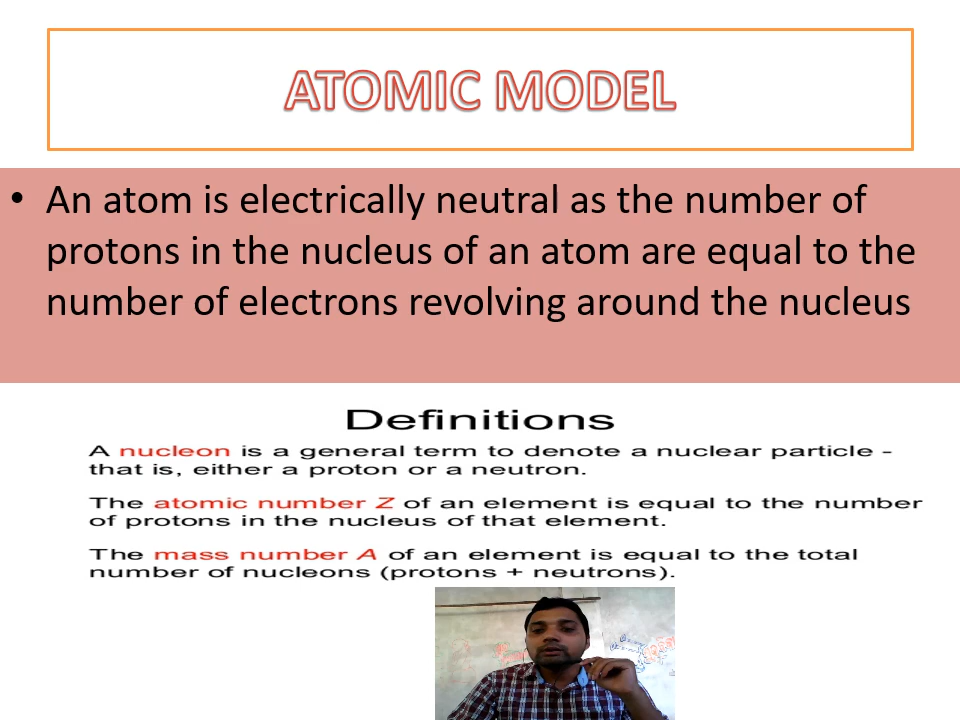 ATOMIC MODEL
• An atom is electrically neutral as the number of
protons in the nucleus of an atom are equal to the
number of electrons revolving around the nucleus
Definitions
A nucleon is a general term to denote a nuclear particle -
that is, either a proton or a neutron.
The atomic number Z of an element is equal to the number
of protons in the nucleus of that element.
The mass number A of an element is equal to the total
number of nucleons (protons + neutrons).